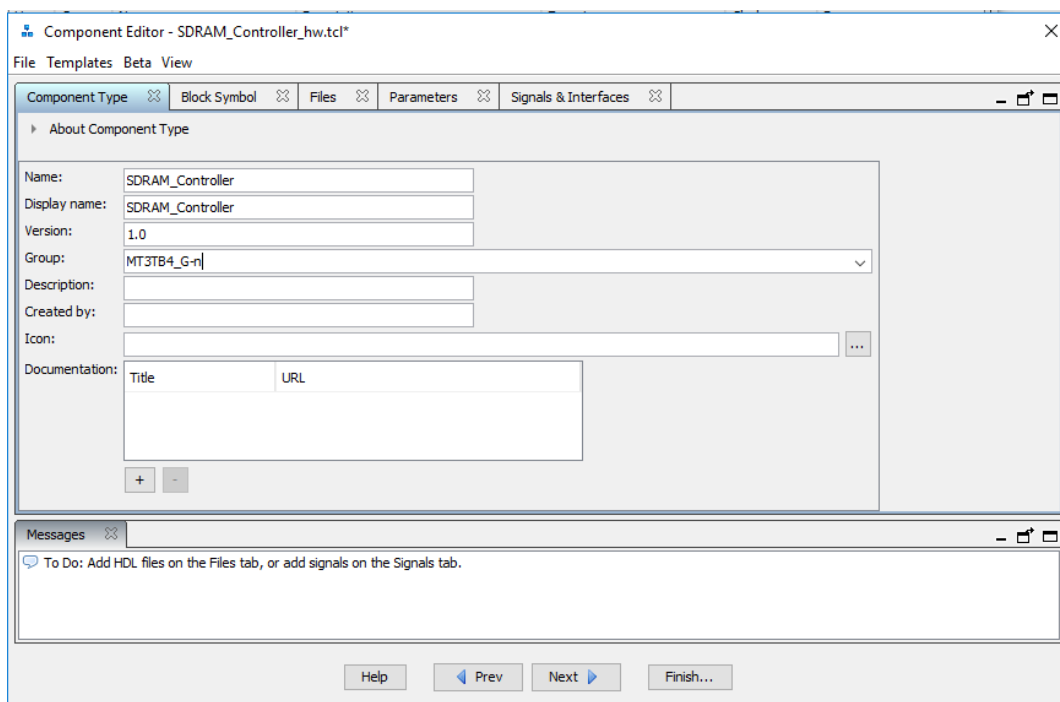 Component Editor - SDRAM_Controller_hw.tcl*
File Templates Beta View
Component Type Block Symbol Files Parameters Signals & Interfaces
About Component Type
Name: SDRAM_Controller
Display name: SDRAM_Controller
Version: 1.0
Group: MT3TB4_G-n
Description:
Created by:
Icon: ...
Documentation: Title URL
+ -
Messages
To Do: Add HDL files on the Files tab, or add signals on the Signals tab.
Help Prev Next Finish...